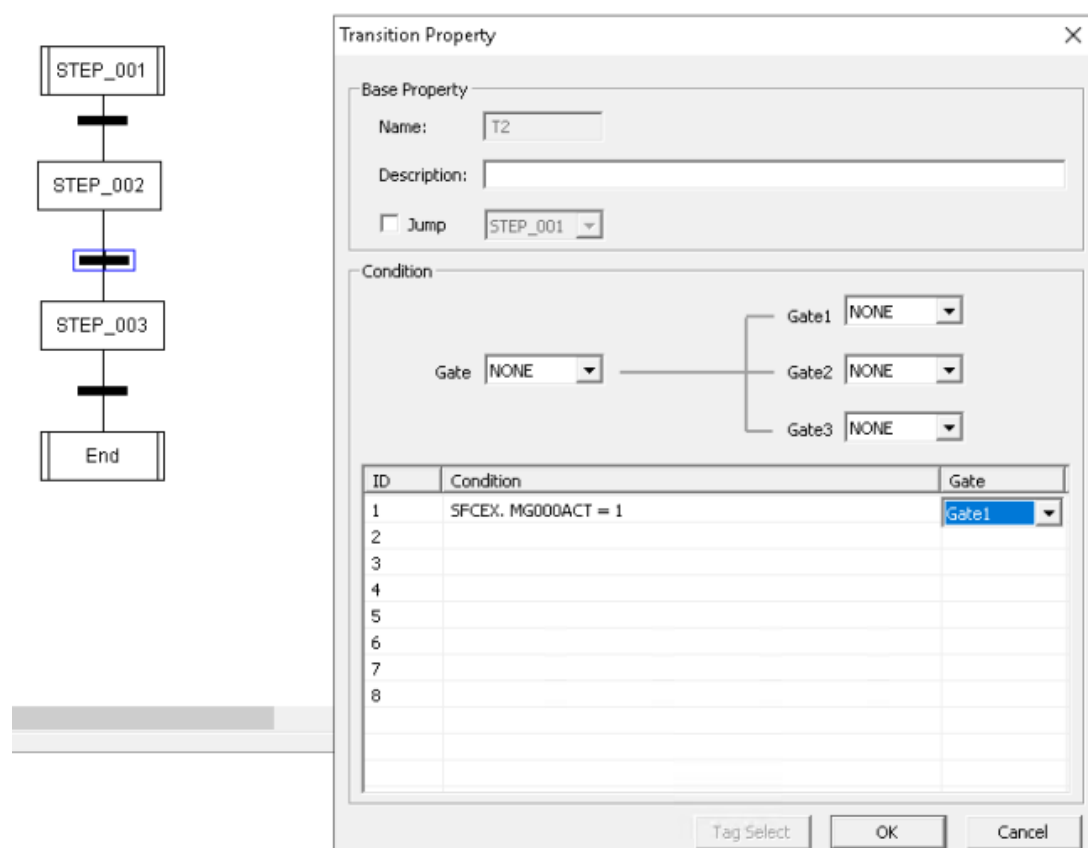 STEP_001
STEP_002
STEP_003
End
Transition Property
Base Property
Name: T2
Description:
Jump STEP_001
Condition
Gate1 NONE
Gate NONE
Gate2 NONE
Gate3 NONE
ID Condition Gate
1 SFCEX. MG000ACT = 1 Gate1
2
3
4
5
6
7
8
Tag Select OK Cancel